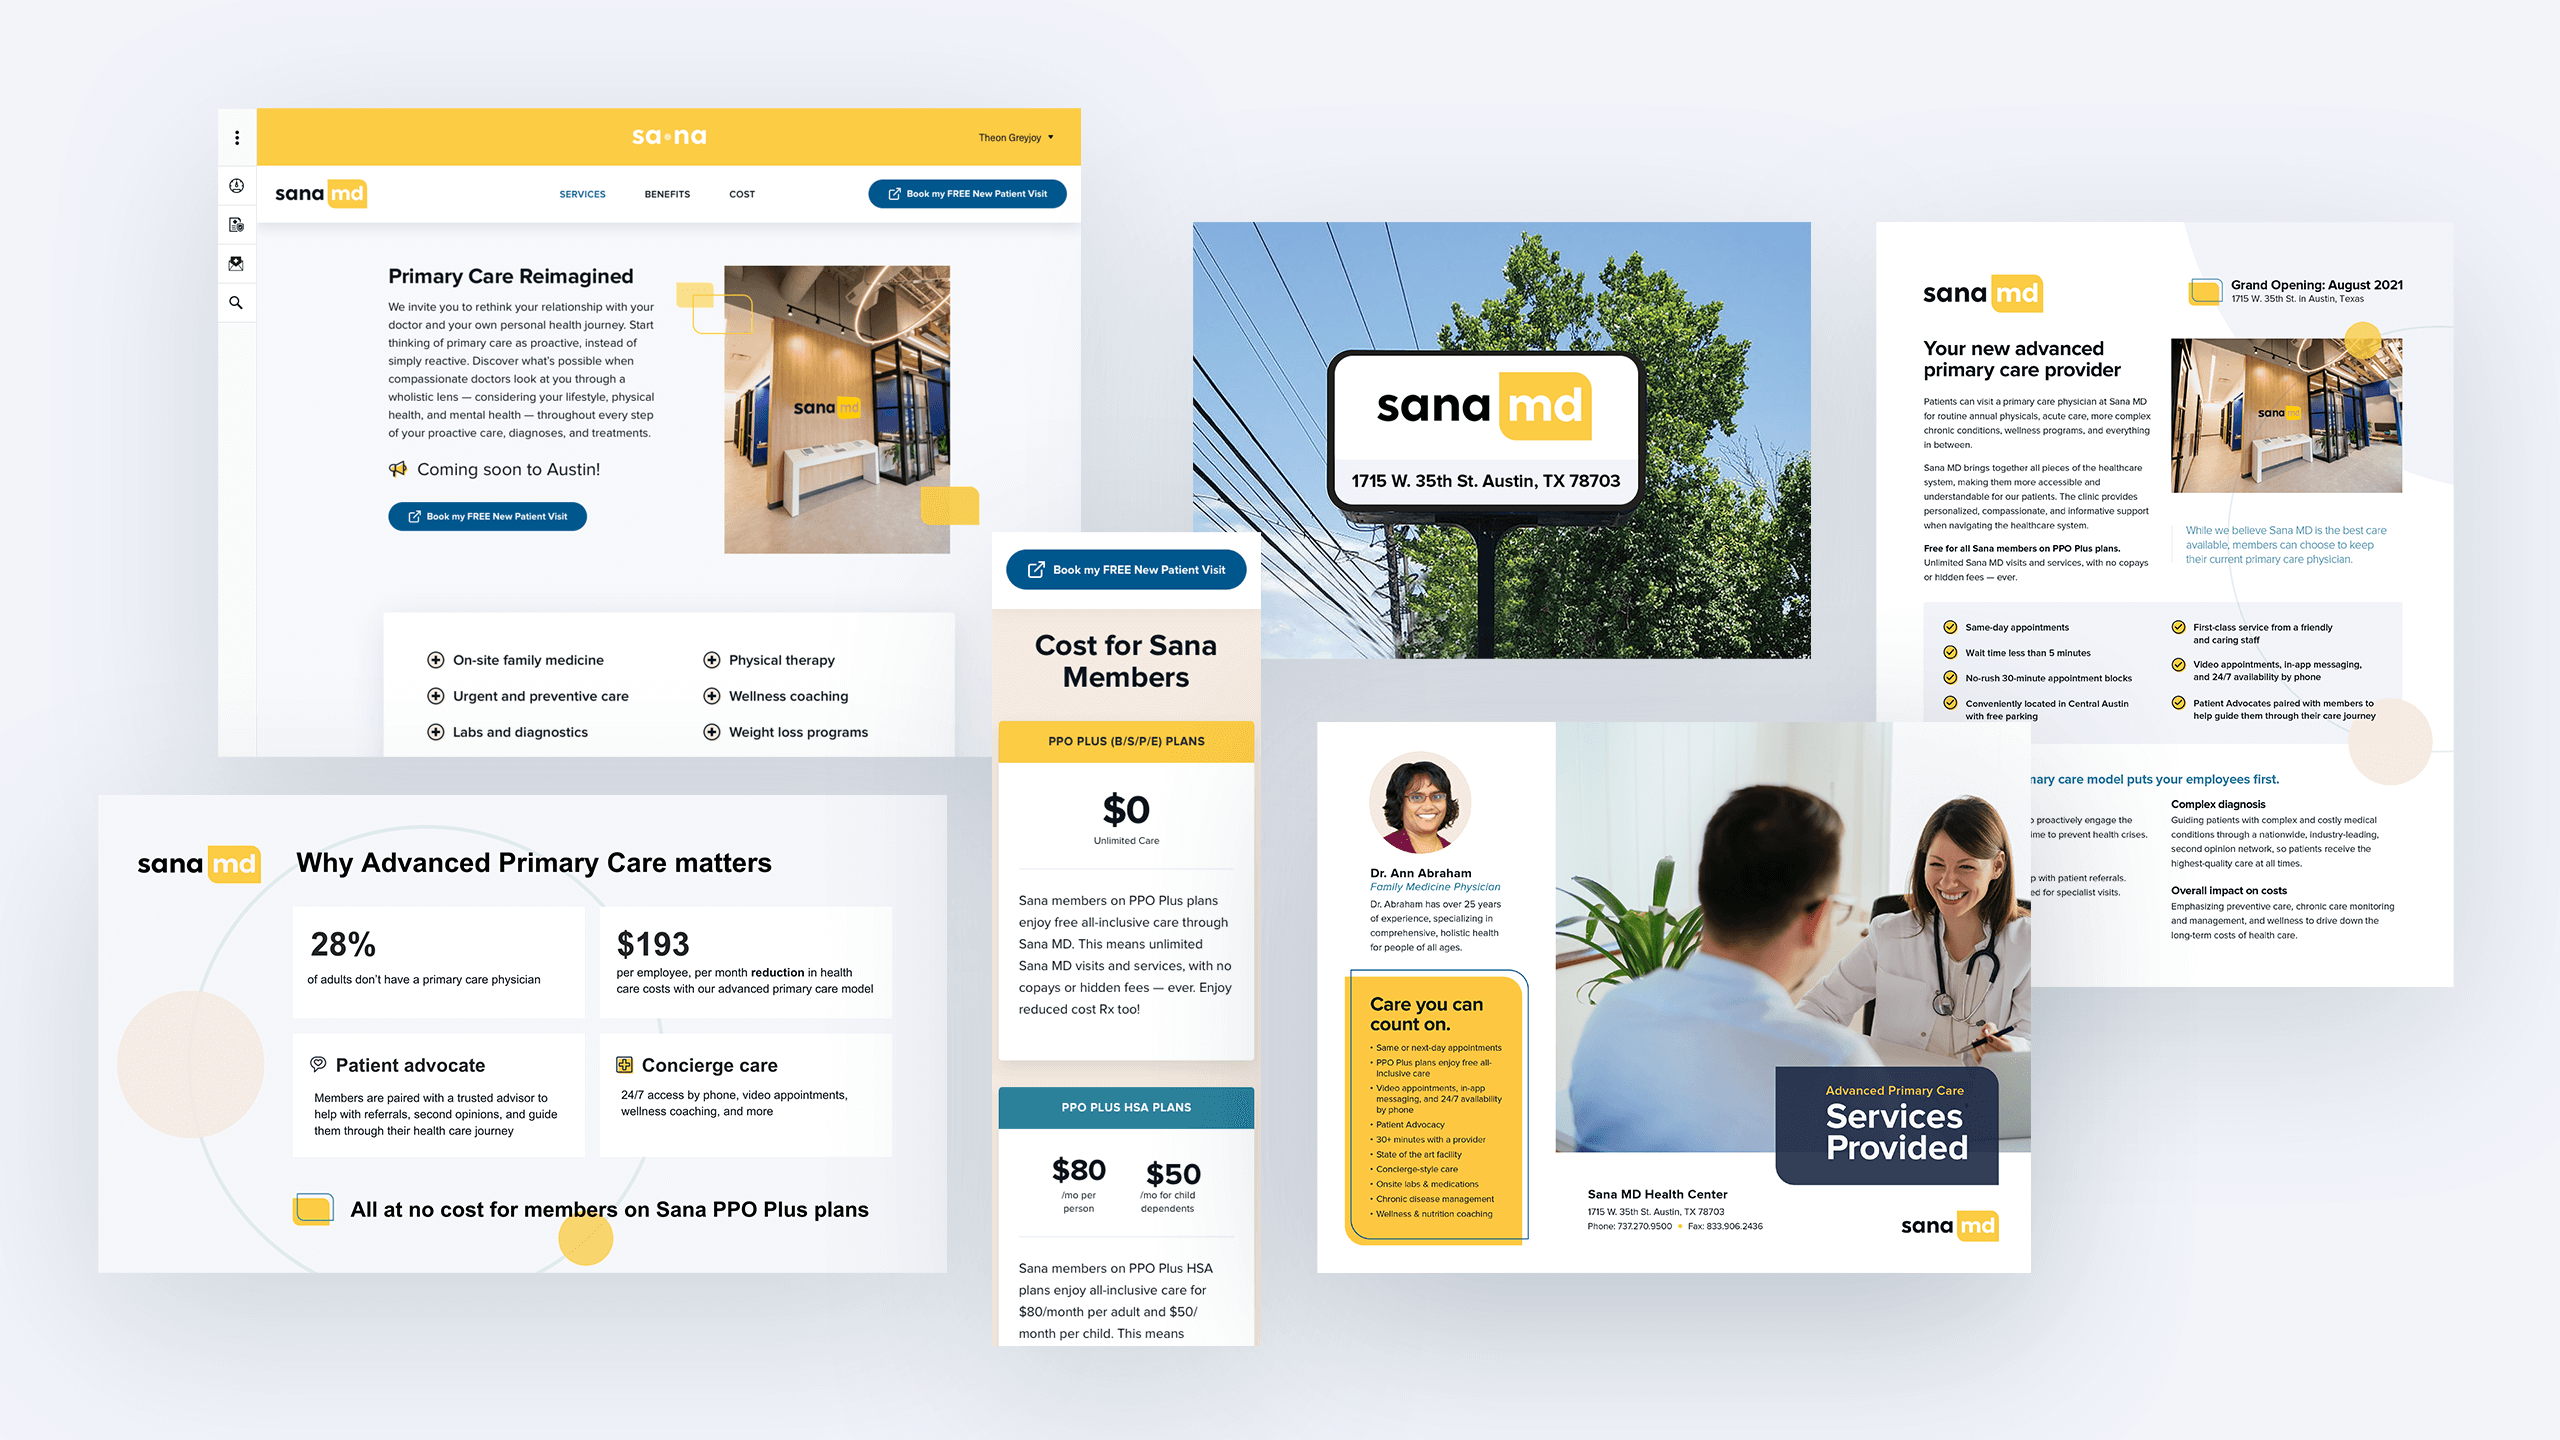 sa•na
Theon Greyjoy
sana md
SERVICES
BENEFITS
COST
Book my FREE New Patient Visit
Primary Care Reimagined
We invite you to rethink your relationship with your
doctor and your own personal health journey. Start
thinking of primary care as proactive, instead of
simply reactive. Discover what's possible when
compassionate doctors look at you through a
wholistic lens — considering your lifestyle, physical
health, and mental health — throughout every step
of your proactive care, diagnoses, and treatments.
Coming soon to Austin!
Book my FREE New Patient Visit
sana md
On-site family medicine
Urgent and preventive care
Labs and diagnostics
Physical therapy
Wellness coaching
Weight loss programs
sana md
1715 W. 35th St. Austin, TX 78703
sana md
Grand Opening: August 2021
1715 W. 35th St. in Austin, Texas
Your new advanced
primary care provider
Patients can visit a primary care physician at Sana MD
for routine annual physicals, acute care, more complex
chronic conditions, wellness programs, and everything
in between.
Sana MD brings together all pieces of the healthcare
system, making them more accessible and
understandable for our patients. The clinic provides
personalized, compassionate, and informative support
when navigating the healthcare system.
Free for all Sana members on PPO Plus plans.
Unlimited Sana MD visits and services, with no copays
or hidden fees — ever.
sana md
While we believe Sana MD is the best care
available, members can choose to keep
their current primary care physician.
Same-day appointments
Wait time less than 5 minutes
No-rush 30-minute appointment blocks
Conveniently located in Central Austin
with free parking
First-class service from a friendly
and caring staff
Video appointments, in-app messaging,
and 24/7 availability by phone
Patient Advocates paired with members to
help guide them through their care journey
care model puts your employees first.
proactively engage the
to prevent health crises.
with patient referrals.
for specialist visits.
Complex diagnosis
Guiding patients with complex and costly medical
conditions through a nationwide, industry-leading,
second opinion network, so patients receive the
highest-quality care at all times.
Overall impact on costs
Emphasizing preventive care, chronic care monitoring
and management, and wellness to drive down the
long-term costs of health care.
Book my FREE New Patient Visit
Cost for Sana
Members
PPO PLUS (B/S/P/E) PLANS
$0
Unlimited Care
Sana members on PPO Plus plans
enjoy free all-inclusive care through
Sana MD. This means unlimited
Sana MD visits and services, with no
copays or hidden fees — ever. Enjoy
reduced cost Rx too!
PPO PLUS HSA PLANS
$80
/mo per
person
$50
/mo for child
dependents
Sana members on PPO Plus HSA
plans enjoy all-inclusive care for
$80/month per adult and $50/
month per child. This means
sana md
Why Advanced Primary Care matters
28%
of adults don't have a primary care physician
$193
per employee, per month reduction in health
care costs with our advanced primary care model
Patient advocate
Members are paired with a trusted advisor to
help with referrals, second opinions, and guide
them through their health care journey
Concierge care
24/7 access by phone, video appointments,
wellness coaching, and more
All at no cost for members on Sana PPO Plus plans
Dr. Ann Abraham
Family Medicine Physician
Dr. Abraham has over 25 years
of experience, specializing in
comprehensive, holistic health
for people of all ages.
Care you can
count on.
• Same or next-day appointments
• PPO Plus plans enjoy free all-
inclusive care
• Video appointments, in-app
messaging, and 24/7 availability
by phone
• Patient Advocacy
• 30+ minutes with a provider
• State of the art facility
• Concierge-style care
• Onsite labs & medications
• Chronic disease management
• Wellness & nutrition coaching
Advanced Primary Care
Services
Provided
Sana MD Health Center
1715 W. 35th St. Austin, TX 78703
Phone: 737.270.9500 • Fax: 833.906.2436
sana md